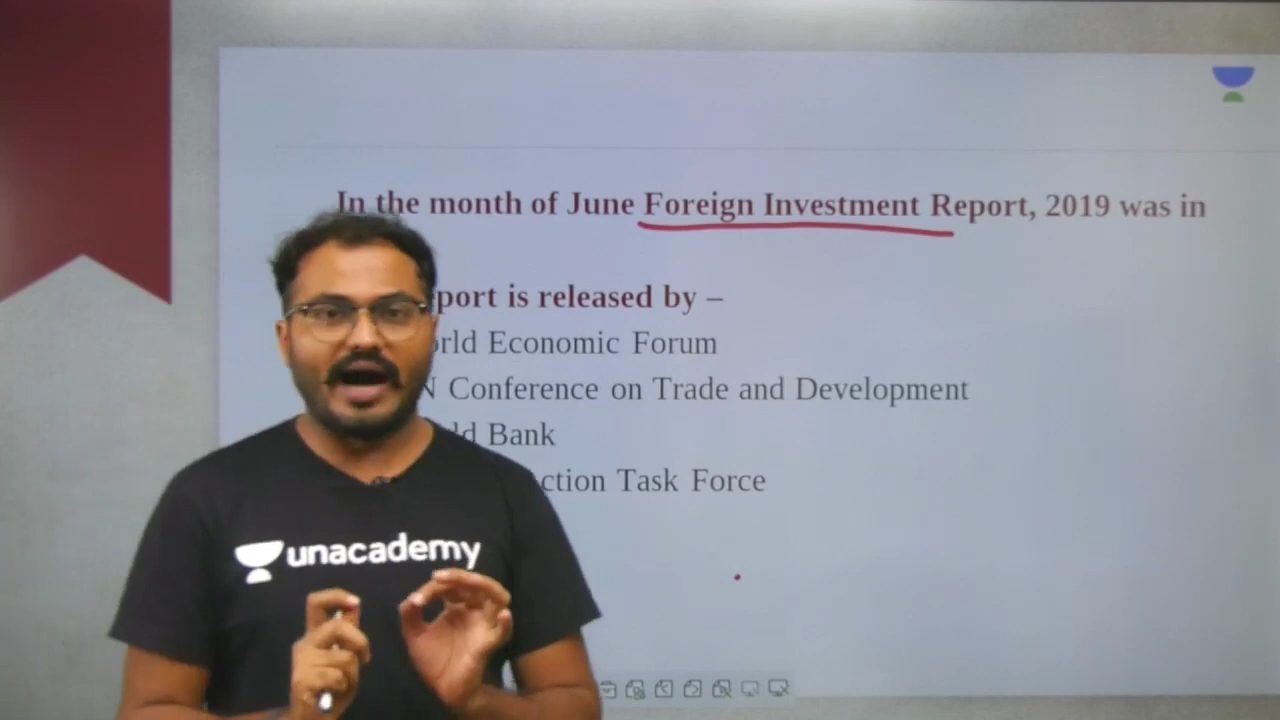 In the month of June Foreign Investment Report, 2019 was in
port is released by –
orld Economic Forum
N Conference on Trade and Development
ld Bank
ction Task Force
unacademy